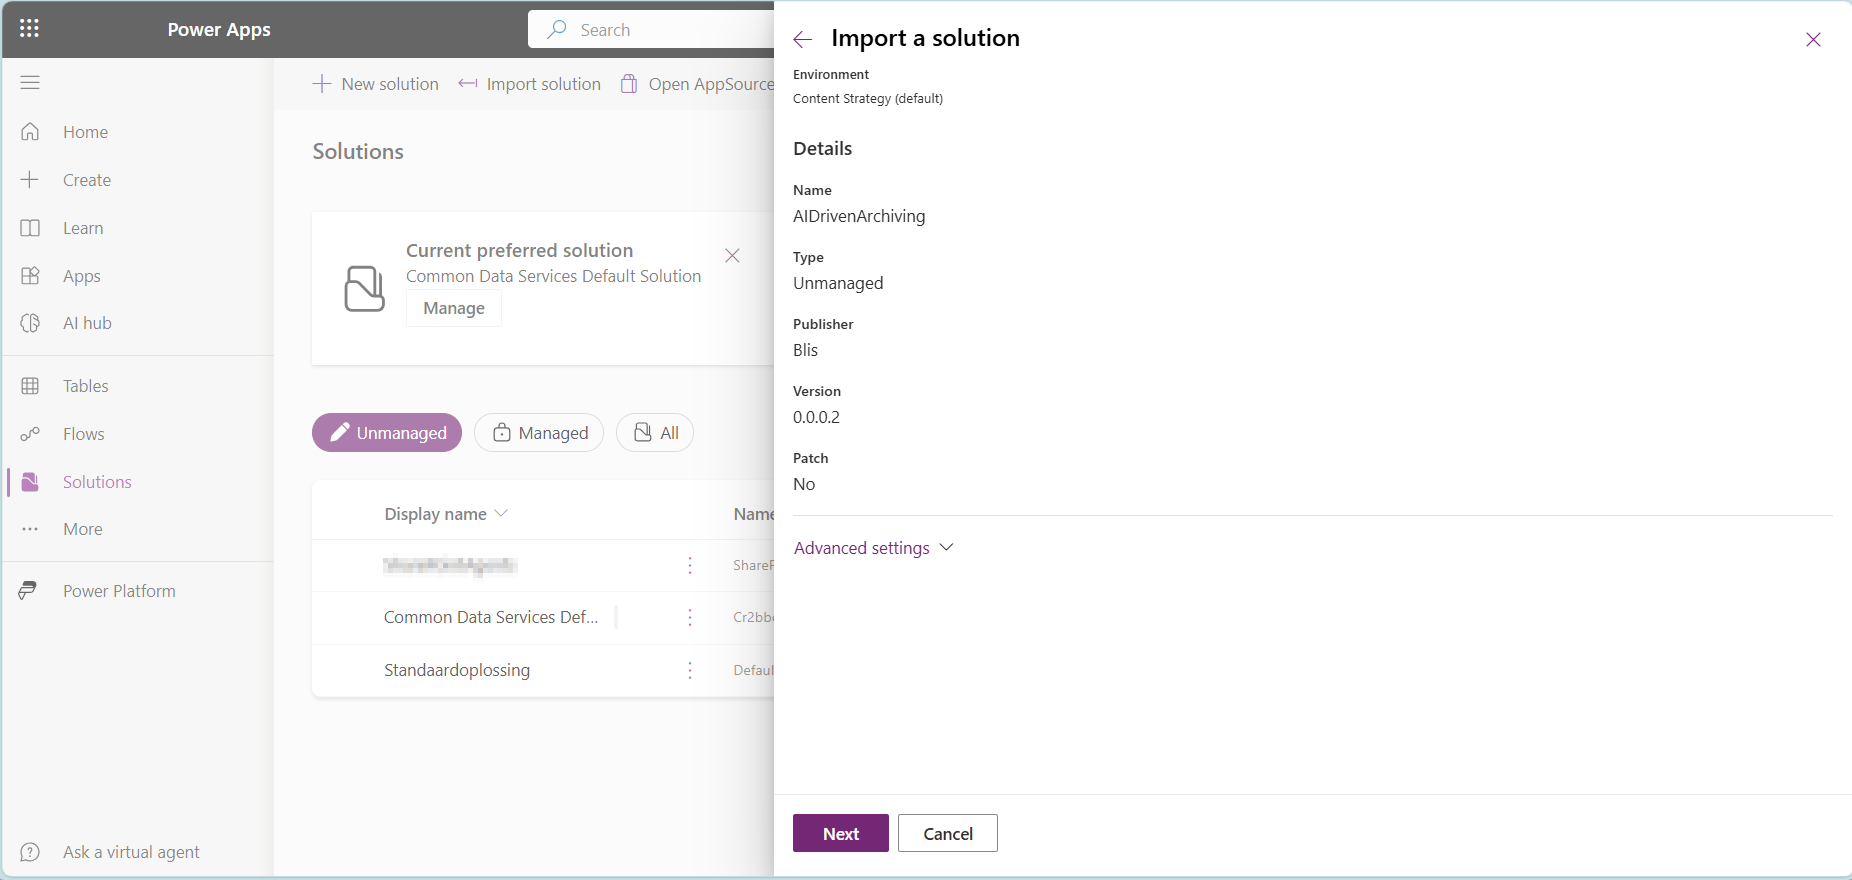 Power Apps
Search
Home
Create
Learn
Apps
AI hub
Tables
Flows
Solutions
More
Power Platform
Ask a virtual agent
New solution
Import solution
Open AppSource
Solutions
Current preferred solution
Common Data Services Default Solution
Manage
Unmanaged
Managed
All
Display name
Name
ShareP
Common Data Services Def...
Cr2bb
Standaardoplossing
Defaul
Import a solution
Environment
Content Strategy (default)
Details
Name
AIDrivenArchiving
Type
Unmanaged
Publisher
Blis
Version
0.0.0.2
Patch
No
Advanced settings
Next
Cancel